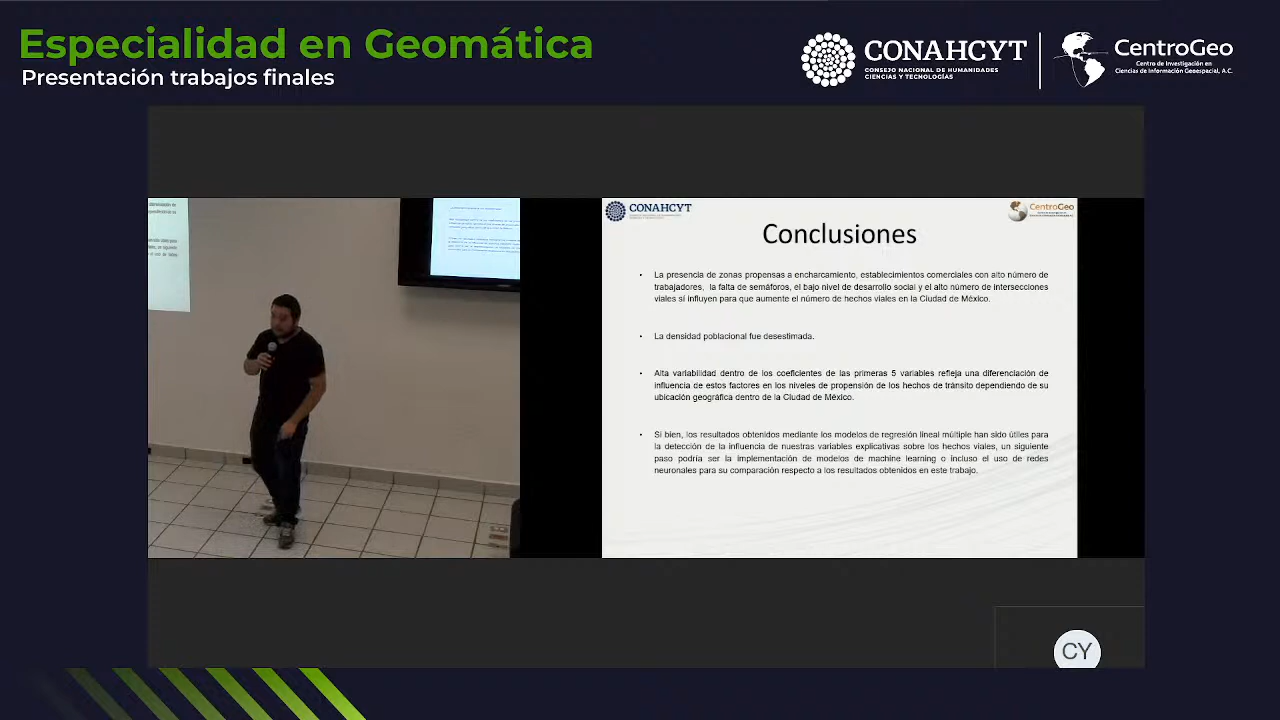 Especialidad en Geomática
Presentación trabajos finales
CONAHCYT
CONSEJO NACIONAL DE HUMANIDADES
CIENCIAS Y TECNOLOGÍAS
CentroGeo
Centro de Investigación en
Ciencias de Información Geoespacial, A.C.
CONAHCYT
CentroGeo
Conclusiones
• La presencia de zonas propensas a encharcamiento, establecimientos comerciales con alto número de
trabajadores, la falta de semáforos, el bajo nivel de desarrollo social y el alto número de intersecciones
viales sí influyen para que aumente el número de hechos viales en la Ciudad de México.
• La densidad poblacional fue desestimada.
• Alta variabilidad dentro de los coeficientes de las primeras 5 variables refleja una diferenciación de
influencia de estos factores en los niveles de propensión de los hechos de tránsito dependiendo de su
ubicación geográfica dentro de la Ciudad de México.
• Si bien, los resultados obtenidos mediante los modelos de regresión lineal múltiple han sido útiles para
la detección de la influencia de nuestras variables explicativas sobre los hechos viales, un siguiente
paso podría ser la implementación de modelos de machine learning o incluso el uso de redes
neuronales para su comparación respecto a los resultados obtenidos en este trabajo.
CY